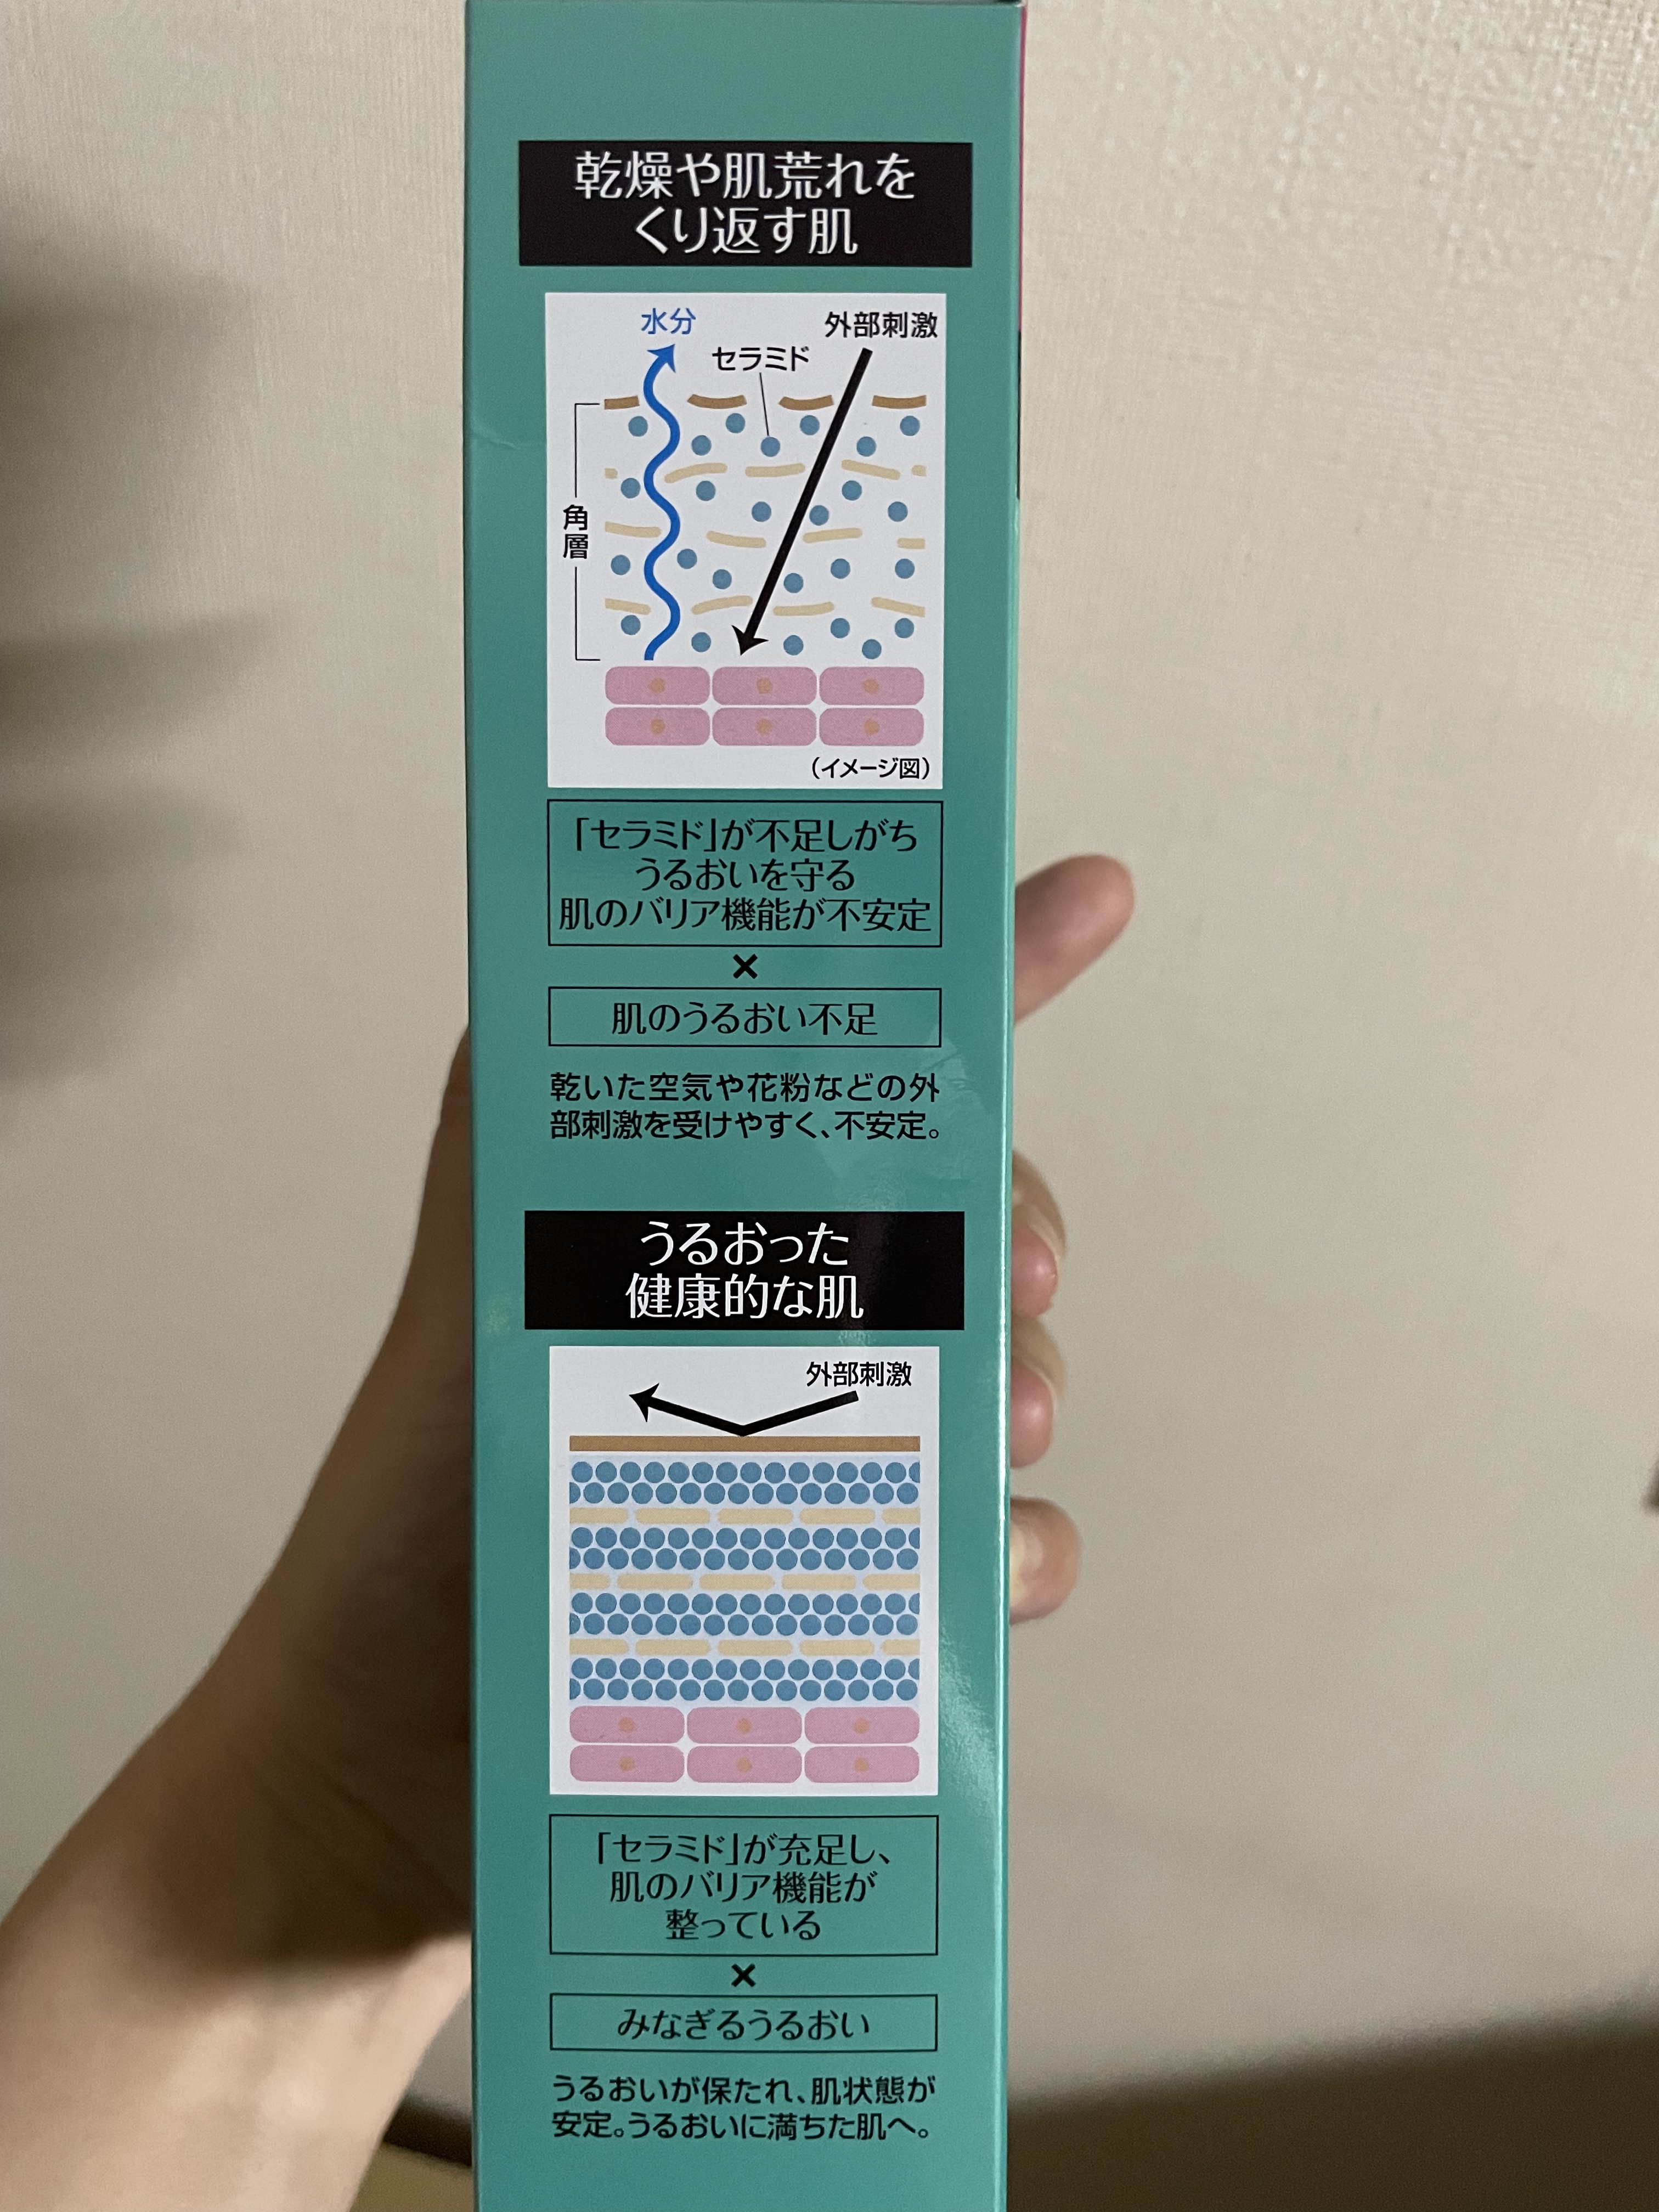 乾燥や肌荒れを
くり返す肌
水分
外部刺激
セラミド
角層
(イメージ図)
「セラミド」が不足しがち
うるおいを守る
肌のバリア機能が不安定
×
肌のうるおい不足
乾いた空気や花粉などの外
部刺激を受けやすく、不安定。
うるおった
健康的な肌
外部刺激
「セラミド」が充足し、
肌のバリア機能が
整っている
×
みなぎるうるおい
うるおいが保たれ、肌状態が
安定。うるおいに満ちた肌へ。